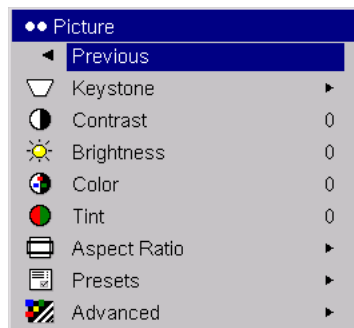 Picture
Previous
Keystone
Contrast 0
Brightness 0
Color 0
Tint 0
Aspect Ratio
Presets
Advanced